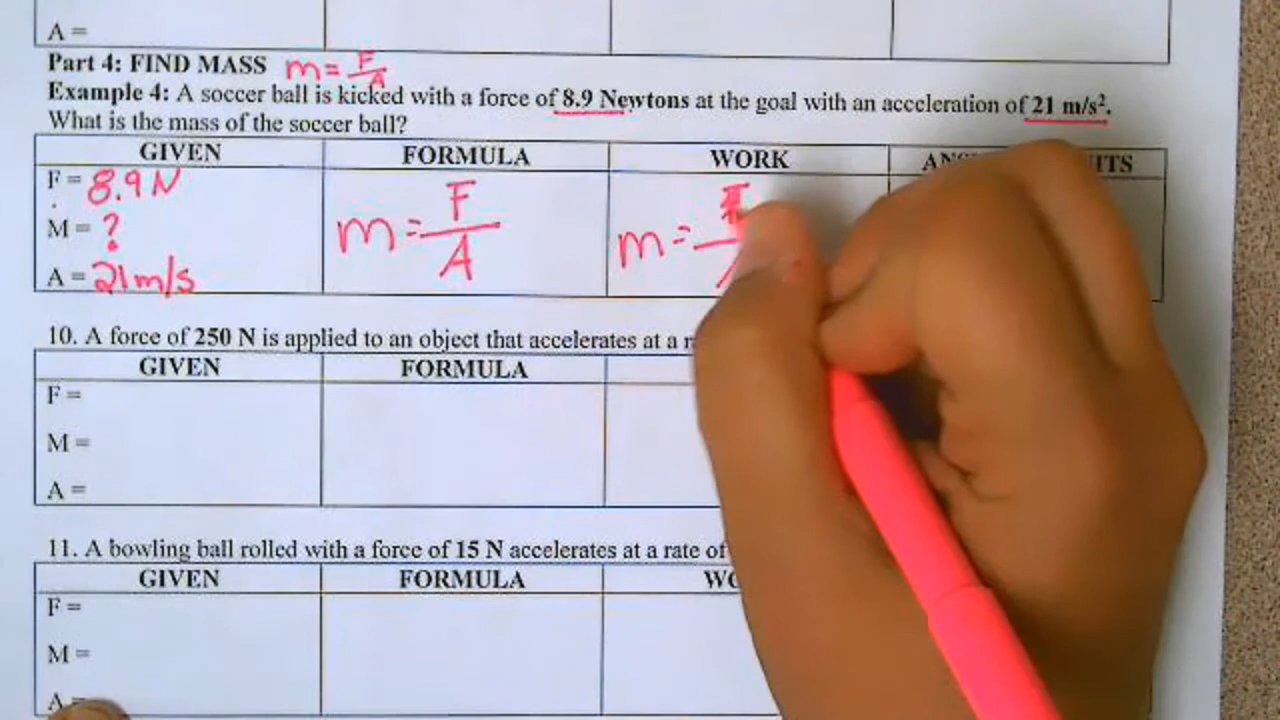 A =
Part 4: FIND MASS m = F/A
Example 4: A soccer ball is kicked with a force of 8.9 Newtons at the goal with an acceleration of 21 m/s².
What is the mass of the soccer ball?
GIVEN FORMULA WORK
F = 8.9 N
M = ?
A = 21 m/s
m = F/A
m =
10. A force of 250 N is applied to an object that accelerates at a
GIVEN FORMULA
F =
M =
A =
11. A bowling ball rolled with a force of 15 N accelerates at a rate of
GIVEN FORMULA
F =
M =
A =